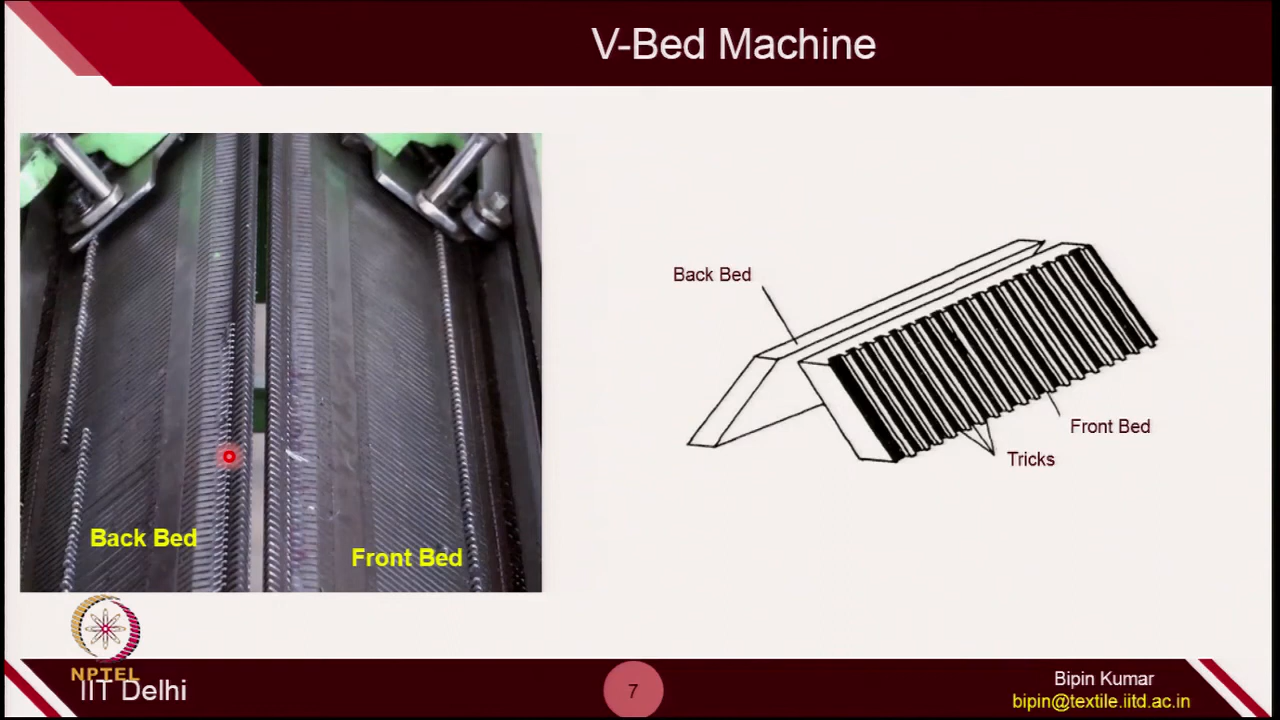 V-Bed Machine
Back Bed
Front Bed
Back Bed
Front Bed
Tricks
NPTEL
IIT Delhi
7
Bipin Kumar
bipin@textile.iitd.ac.in